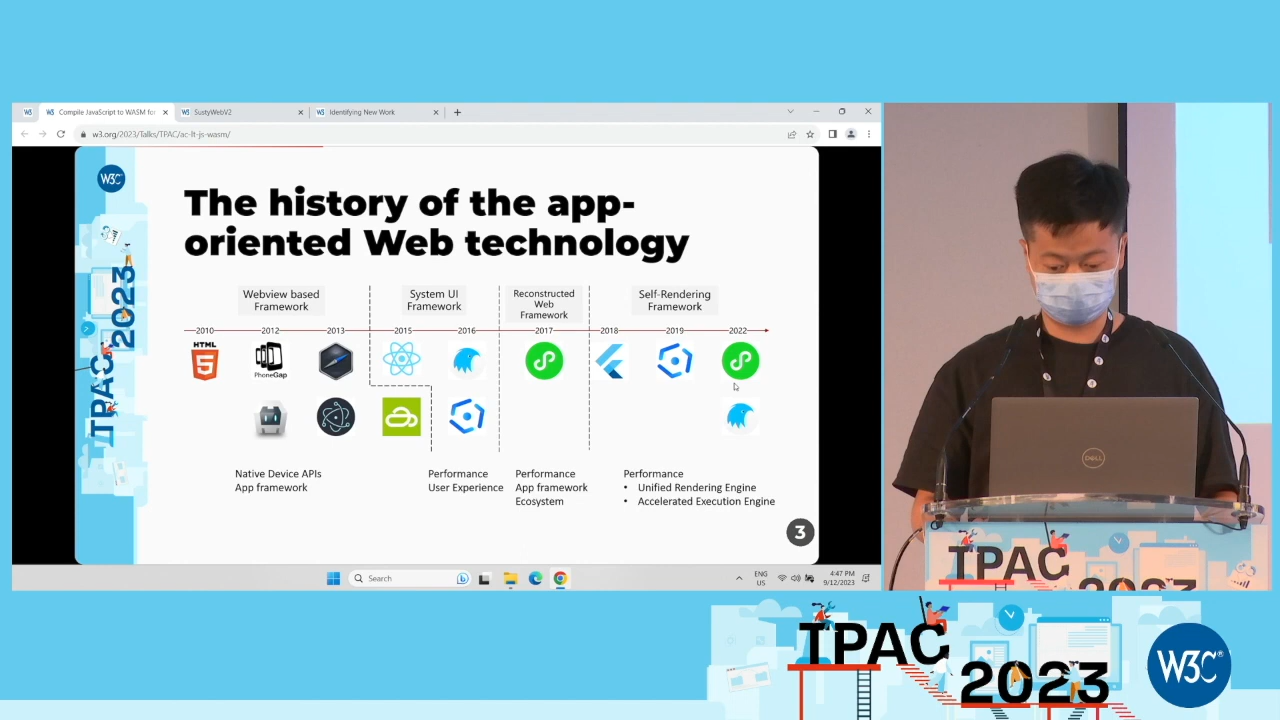 Compile JavaScript to WASM for
SustyWebV2
Identifying New Work
w3.org/2023/Talks/TPAC/ac-lt-js-wasm/
W3C
TPAC 2023
The history of the app-
oriented Web technology
Webview based
Framework
System UI
Framework
Reconstructed
Web
Framework
Self-Rendering
Framework
2010
2012
2013
2015
2016
2017
2018
2019
2022
HTML
5
PhoneGap
Native Device APIs
App framework
Performance
User Experience
Performance
App framework
Ecosystem
Performance
• Unified Rendering Engine
• Accelerated Execution Engine
3
Search
ENG
US
4:47 PM
9/12/2023
DELL
TPAC
2023
TPAC
2023
W3C®